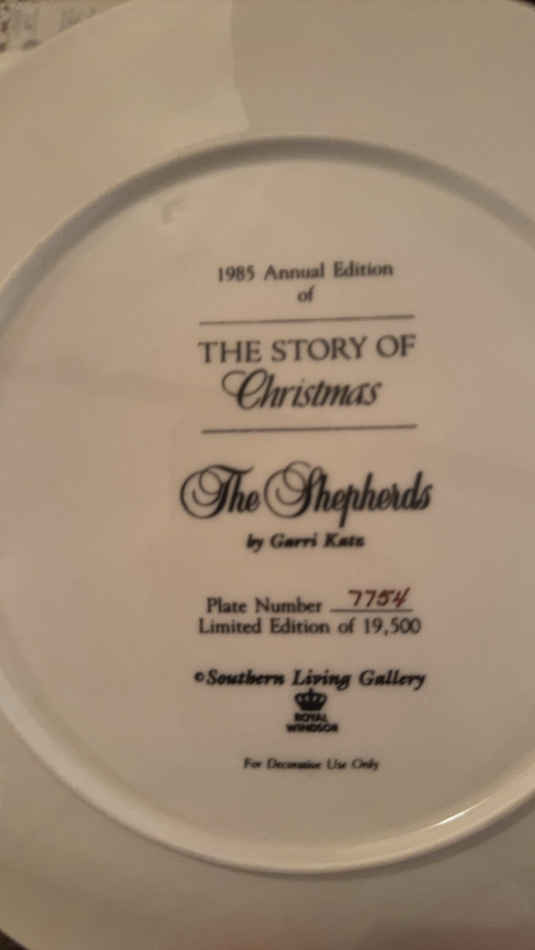 1985 Annual Edition
of
THE STORY OF
Christmas
The Shepherds
by Garri Katz
Plate Number 7754
Limited Edition of 19,500
©Southern Living Gallery
ROYAL
WINDSOR
For Decorative Use Only